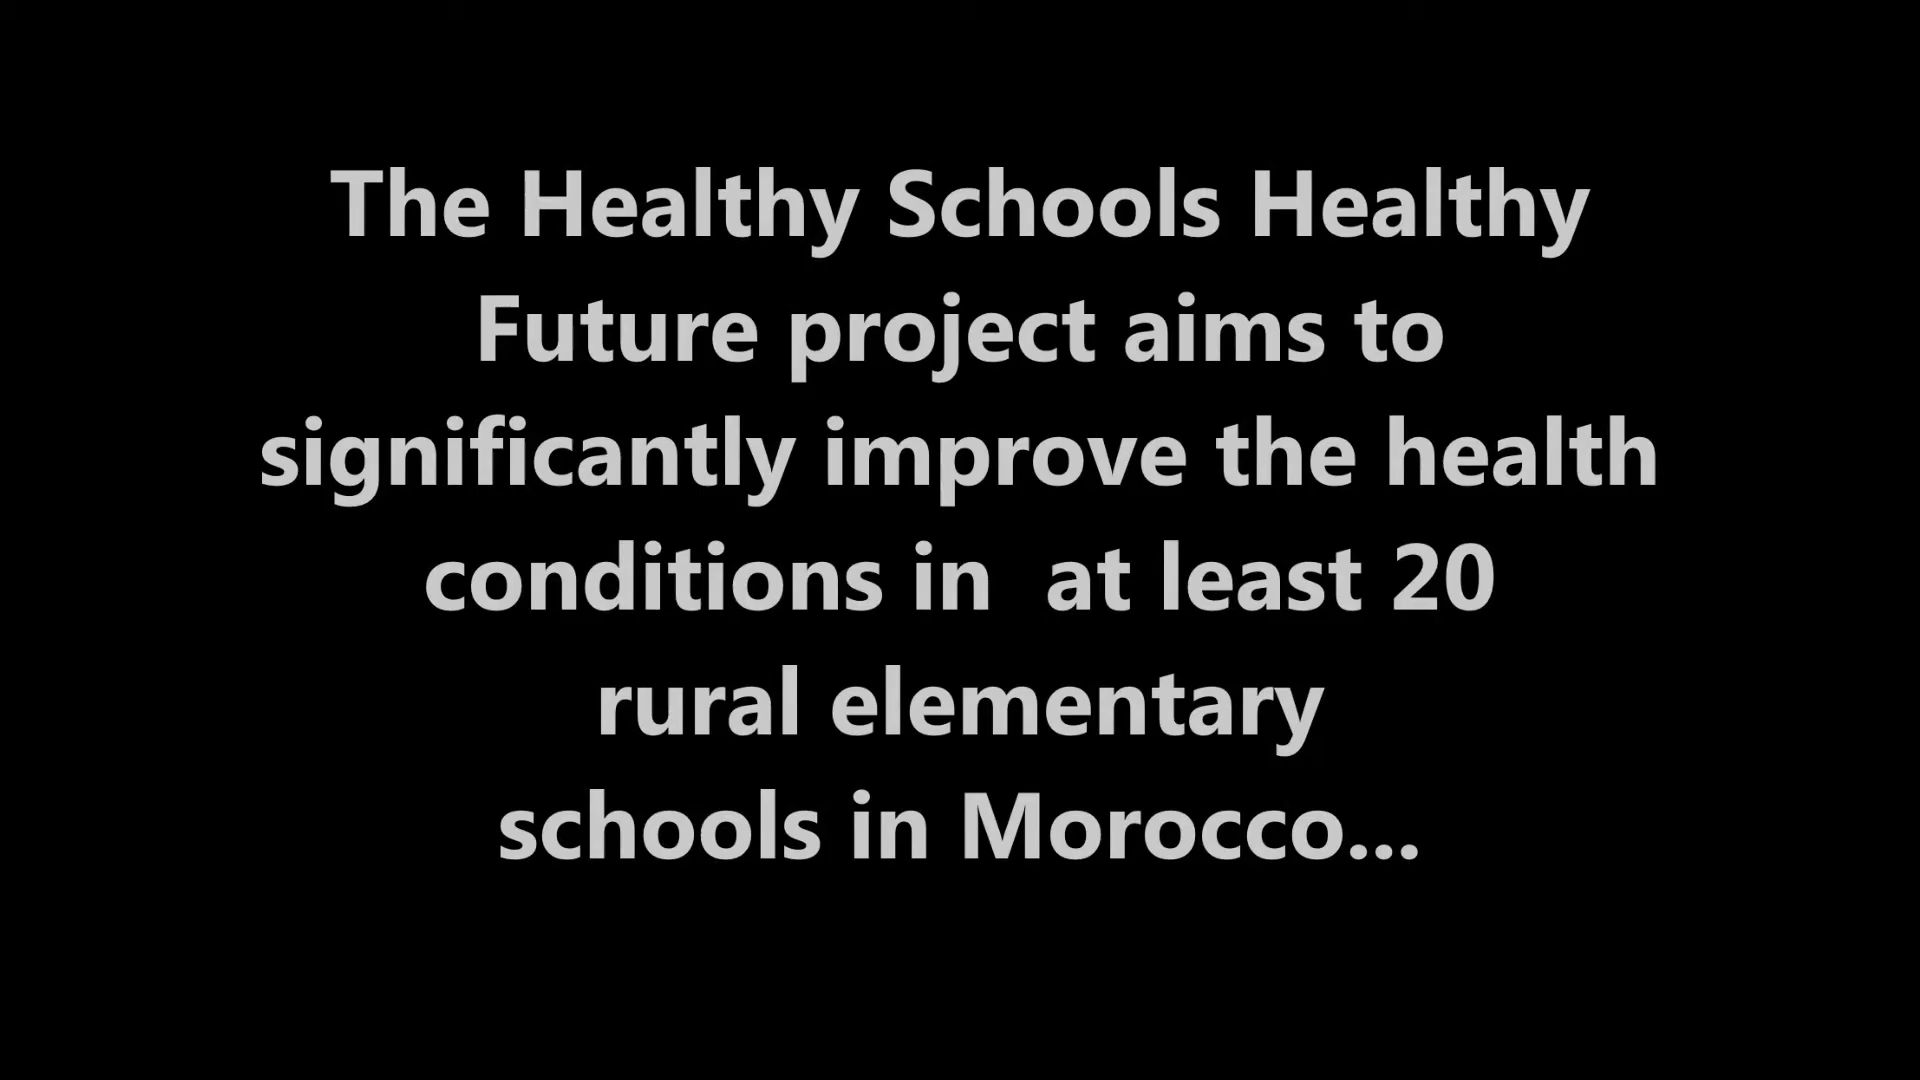 The Healthy Schools Healthy
Future project aims to
significantly improve the health
conditions in  at least 20
rural elementary
schools in Morocco...